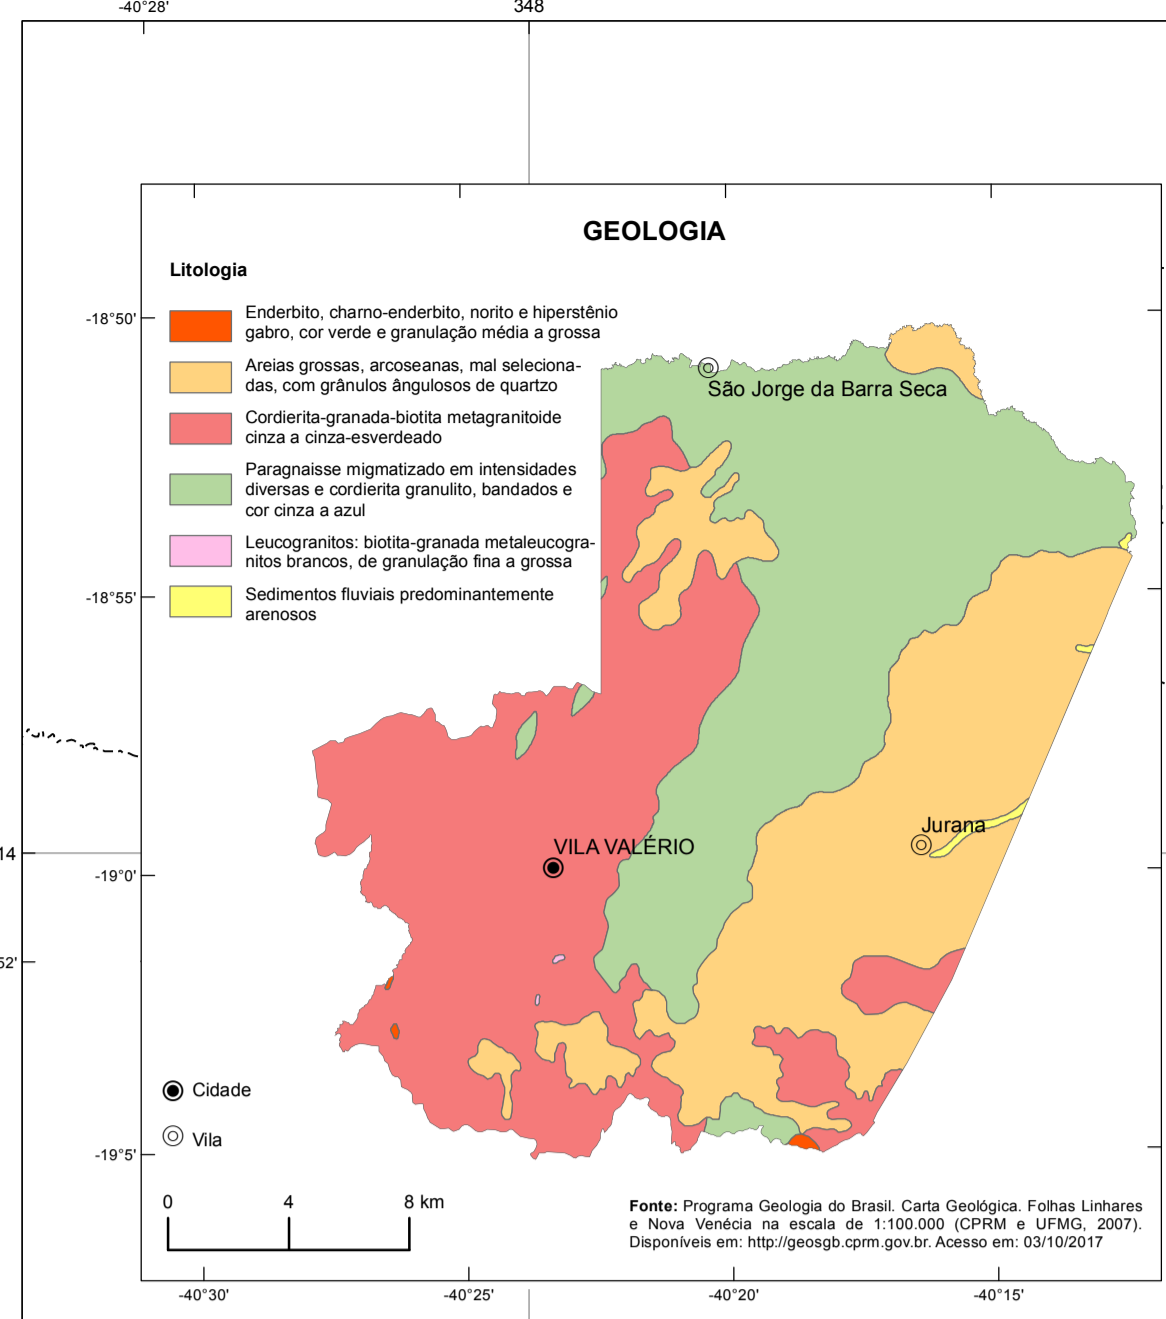 -40°28'
348
GEOLOGIA
Litologia
Enderbito, charno-enderbito, norito e hiperstênio
gabro, cor verde e granulação média a grossa
Areias grossas, arcoseanas, mal seleciona-
das, com grânulos ângulosos de quartzo
Cordierita-granada-biotita metagranitoide
cinza a cinza-esverdeado
Paragnaisse migmatizado em intensidades
diversas e cordierita granulito, bandados e
cor cinza a azul
Leucogranitos: biotita-granada metaleucogra-
nitos brancos, de granulação fina a grossa
Sedimentos fluviais predominantemente
arenosos
-18°50'
São Jorge da Barra Seca
-18°55'
Jurana
VILA VALÉRIO
14
-19°0'
52'
Cidade
Vila
-19°5'
0 4 8 km
Fonte: Programa Geologia do Brasil. Carta Geológica. Folhas Linhares
e Nova Venécia na escala de 1:100.000 (CPRM e UFMG, 2007).
Disponíveis em: http://geosgb.cprm.gov.br. Acesso em: 03/10/2017
-40°30' -40°25' -40°20' -40°15'